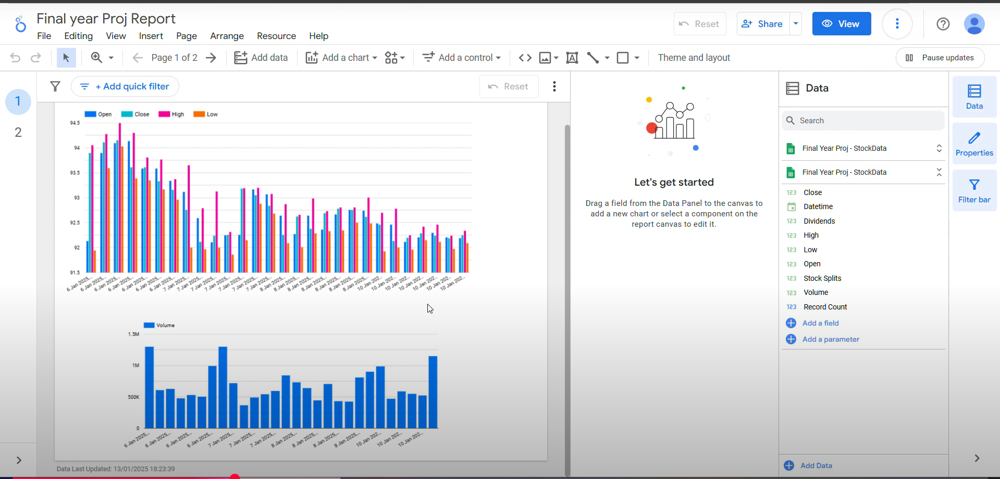 Final year Proj Report
File Editing View Insert Page Arrange Resource Help
Reset
Share
View
Page 1 of 2
Add data
Add a chart
Add a control
Theme and layout
Pause updates
1
2
+ Add quick filter
Reset
Open Close High Low
94.5
94
93.5
93
92.5
92
91.5
6 Jan 2025,... 6 Jan 2025,... 6 Jan 2025,... 6 Jan 2025,... 6 Jan 2025,... 6 Jan 2025,... 6 Jan 2025,... 7 Jan 2025,... 7 Jan 2025,... 7 Jan 2025,... 7 Jan 2025,... 7 Jan 2025,... 7 Jan 2025,... 7 Jan 2025,... 8 Jan 2025,... 8 Jan 2025,... 8 Jan 2025,... 8 Jan 2025,... 8 Jan 2025,... 8 Jan 2025,... 8 Jan 2025,... 10 Jan 202... 10 Jan 202... 10 Jan 202... 10 Jan 202... 10 Jan 202... 10 Jan 202... 10 Jan 202...
Volume
1.5M
1M
500K
0
6 Jan 2025,... 6 Jan 2025,... 6 Jan 2025,... 6 Jan 2025,... 7 Jan 2025,... 7 Jan 2025,... 7 Jan 2025,... 8 Jan 2025,... 8 Jan 2025,... 8 Jan 2025,... 8 Jan 2025,... 10 Jan 202... 10 Jan 202... 10 Jan 202...
Data Last Updated: 13/01/2025 18:23:39
Let's get started
Drag a field from the Data Panel to the canvas to
add a new chart or select a component on the
report canvas to edit it.
Data
Search
Final Year Proj - StockData
Final Year Proj - StockData
123 Close
Datetime
123 Dividends
123 High
123 Low
123 Open
123 Stock Splits
123 Volume
123 Record Count
Add a field
Add a parameter
Add Data
Data
Properties
Filter bar